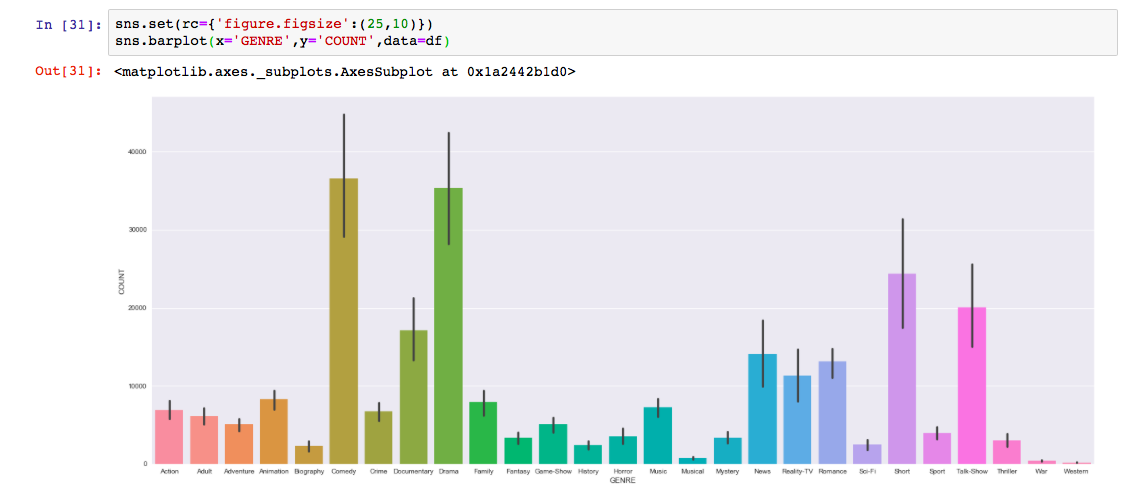 In [31]: sns.set(rc={'figure.figsize':(25,10)})
sns.barplot(x='GENRE',y='COUNT',data=df)
Out[31]: <matplotlib.axes._subplots.AxesSubplot at 0x1a2442b1d0>
40000
30000
20000
10000
0
COUNT
Action Adult Adventure Animation Biography Comedy Crime Documentary Drama Family Fantasy Game-Show History Horror Music Musical Mystery News Reality-TV Romance Sci-Fi Short Sport Talk-Show Thriller War Western
GENRE